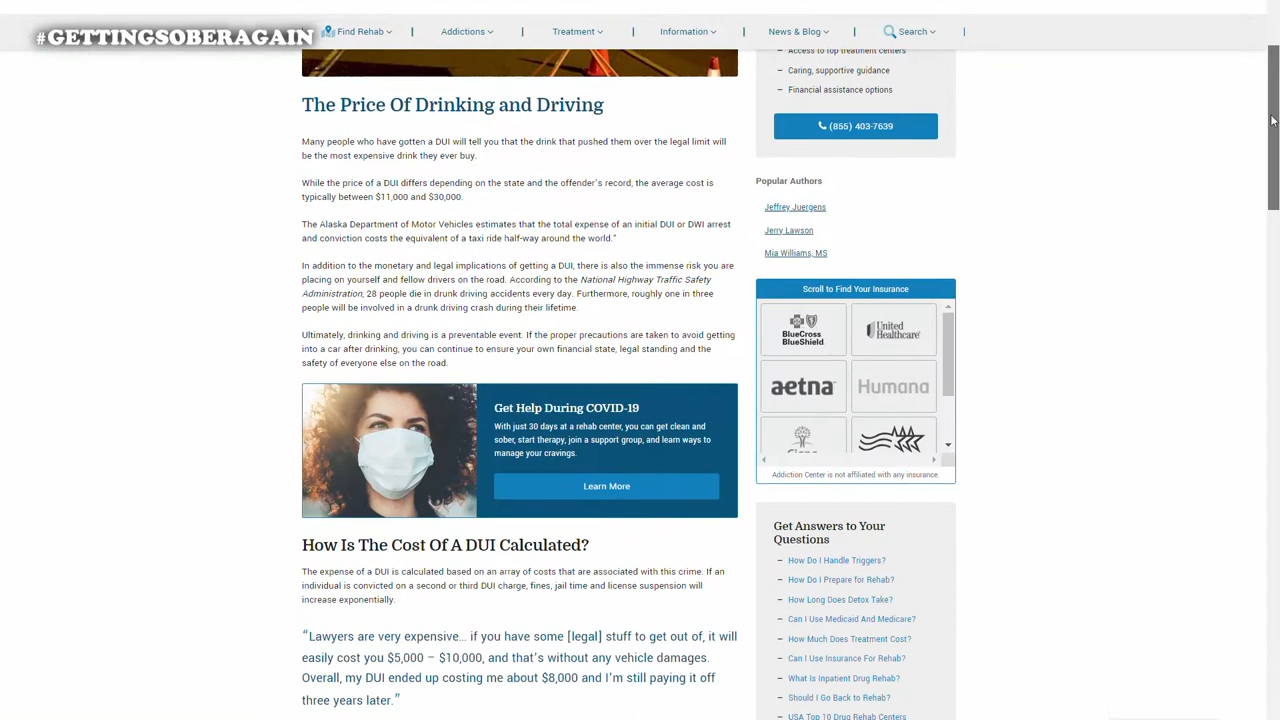 #GETTINGSOBERAGAIN
Find Rehab
Addictions
Treatment
Information
News & Blog
Search
The Price Of Drinking and Driving
Many people who have gotten a DUI will tell you that the drink that pushed them over the legal limit will
be the most expensive drink they ever buy.
While the price of a DUI differs depending on the state and the offender's record, the average cost is
typically between $11,000 and $30,000.
The Alaska Department of Motor Vehicles estimates that the total expense of an initial DUI or DWI arrest
and conviction costs the equivalent of a taxi ride half-way around the world."
In addition to the monetary and legal implications of getting a DUI, there is also the immense risk you are
placing on yourself and fellow drivers on the road. According to the National Highway Traffic Safety
Administration, 28 people die in drunk driving accidents every day. Furthermore, roughly one in three
people will be involved in a drunk driving crash during their lifetime.
Ultimately, drinking and driving is a preventable event. If the proper precautions are taken to avoid getting
into a car after drinking, you can continue to ensure your own financial state, legal standing and the
safety of everyone else on the road.
Get Help During COVID-19
With just 30 days at a rehab center, you can get clean and
sober, start therapy, join a support group, and learn ways to
manage your cravings.
Learn More
How Is The Cost Of A DUI Calculated?
The expense of a DUI is calculated based on an array of costs that are associated with this crime. If an
individual is convicted on a second or third DUI charge, fines, jail time and license suspension will
increase exponentially.
"Lawyers are very expensive… if you have some [legal] stuff to get out of, it will
easily cost you $5,000 – $10,000, and that's without any vehicle damages.
Overall, my DUI ended up costing me about $8,000 and I'm still paying it off
three years later."
– Access to top treatment centers
– Caring, supportive guidance
– Financial assistance options
(855) 403-7639
Popular Authors
Jeffrey Juergens
Jerry Lawson
Mia Williams, MS
Scroll to Find Your Insurance
BlueCross
BlueShield
United
Healthcare
aetna
Humana
Addiction Center is not affiliated with any insurance.
Get Answers to Your
Questions
– How Do I Handle Triggers?
– How Do I Prepare for Rehab?
– How Long Does Detox Take?
– Can I Use Medicaid And Medicare?
– How Much Does Treatment Cost?
– Can I Use Insurance For Rehab?
– What Is Inpatient Drug Rehab?
– Should I Go Back to Rehab?
– USA Top 10 Drug Rehab Centers